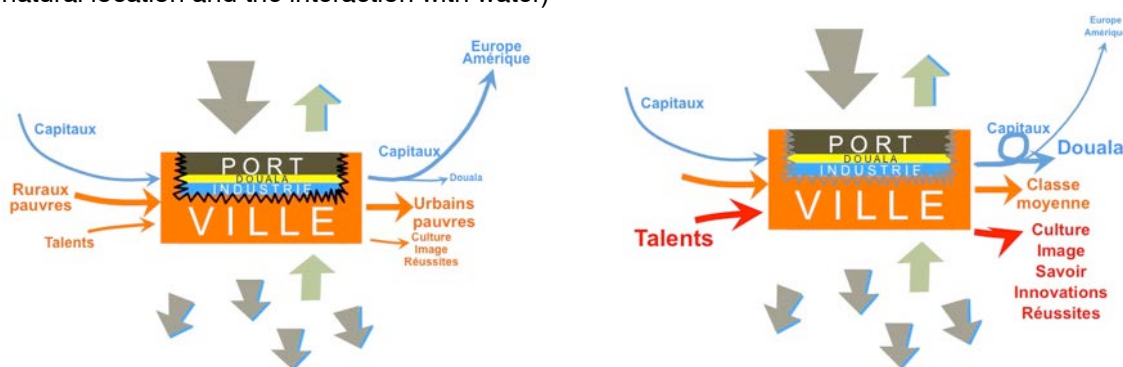 natural location and the interaction with water)
Europe
Amérique
Capitaux
PORT
DOUALA
INDUSTRIE
VILLE
Capitaux
Douala
Ruraux
pauvres
Talents
Urbains
pauvres
Culture
Image
Réussites
Europe
Amérique
Capitaux
PORT
DOUALA
INDUSTRIE
VILLE
Capitaux
Douala
Talents
Classe
moyenne
Culture
Image
Savoir
Innovations
Réussites